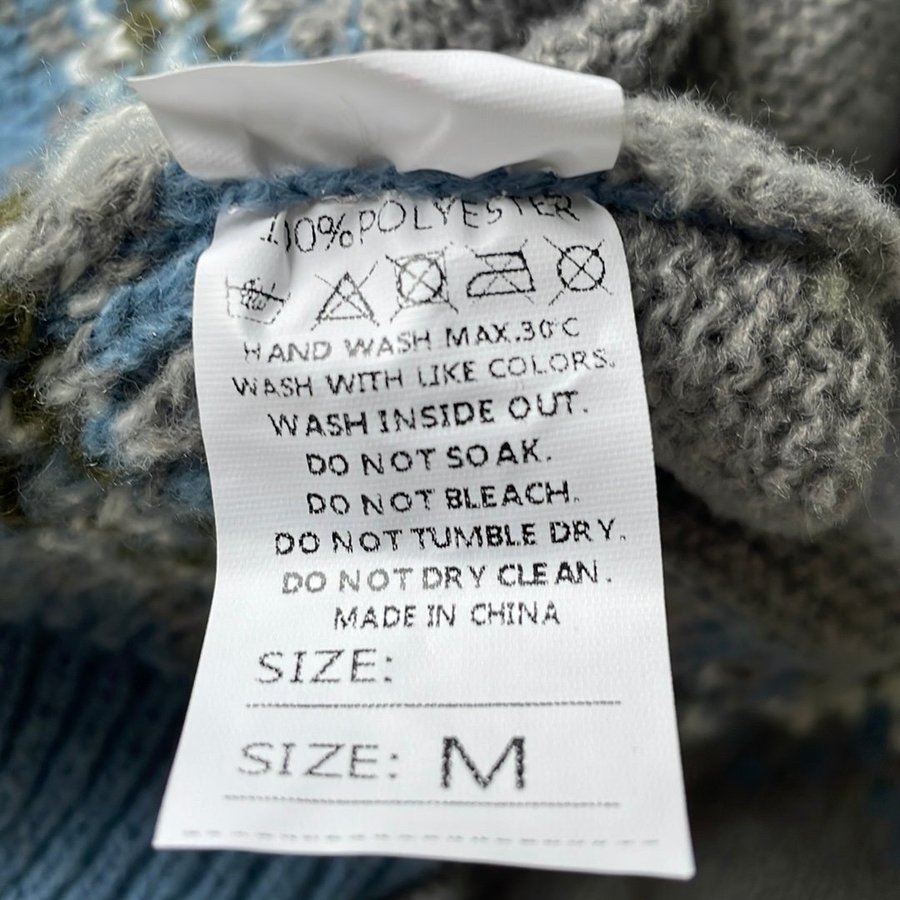 100%POLYESTER
HAND WASH MAX.30°C
WASH WITH LIKE COLORS.
WASH INSIDE OUT.
DO NOT SOAK.
DO NOT BLEACH.
DO NOT TUMBLE DRY.
DO NOT DRY CLEAN.
MADE IN CHINA
SIZE:
SIZE: M